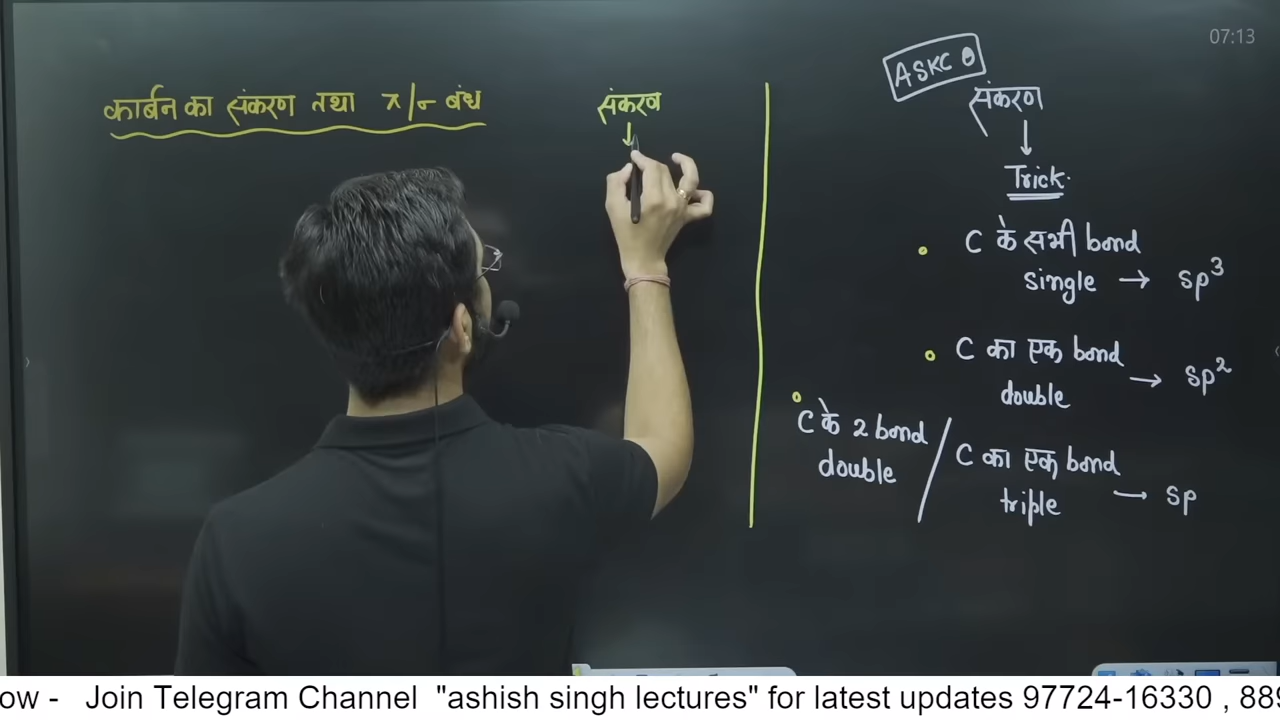 कार्बन का संकरण तथा π/σ बंध
संकरण
↓
ASKC
संकरण
↓
Trick.
C के सभी bond
single → sp³
C का एक bond
double → sp²
C के 2 bond
double / C का एक bond
triple → sp
07:13
ow - Join Telegram Channel "ashish singh lectures" for latest updates 97724-16330 , 889